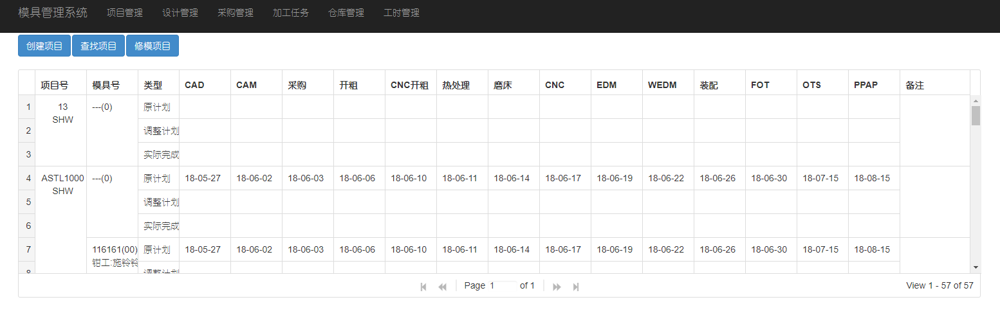 模具管理系统 项目管理 设计管理 采购管理 加工任务 仓库管理 工时管理
创建项目 查找项目 修模项目
项目号 模具号 类型 CAD CAM 采购 开粗 CNC开粗 热处理 磨床 CNC EDM WEDM 装配 FOT OTS PPAP 备注
1 13 ---(0) 原计划
SHW
2 调整计划
3 实际完成
4 ASTL1000 ---(0) 原计划 18-05-27 18-06-02 18-06-03 18-06-06 18-06-10 18-06-11 18-06-14 18-06-17 18-06-19 18-06-22 18-06-26 18-06-30 18-07-15 18-08-15
SHW
5 调整计划
6 实际完成
7 116161(00) 原计划 18-05-27 18-06-02 18-06-03 18-06-06 18-06-10 18-06-11 18-06-14 18-06-17 18-06-19 18-06-22 18-06-26 18-06-30 18-07-15 18-08-15
钳工:施铃铃
8 调整计划
Page 1 of 1 View 1 - 57 of 57